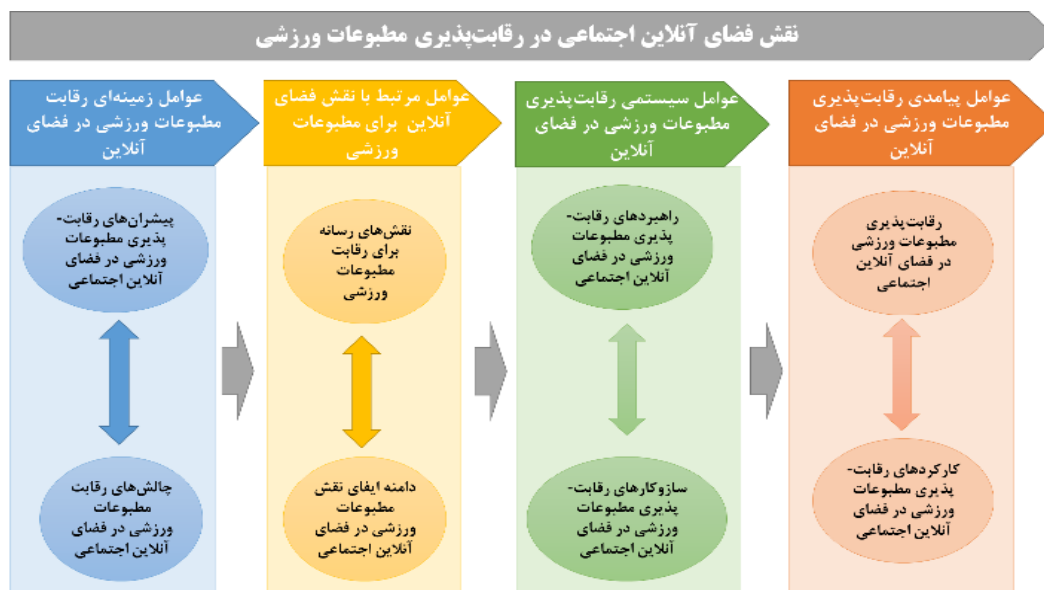 نقش فضای آنلاین اجتماعی در رقابت‌پذیری مطبوعات ورزشی
عوامل زمینه‌ای رقابت
مطبوعات ورزشی در فضای
آنلاین
پیشران‌های رقابت-
پذیری مطبوعات
ورزشی در فضای
آنلاین اجتماعی
چالش‌های رقابت
مطبوعات
ورزشی در فضای
آنلاین اجتماعی
عوامل مرتبط با نقش فضای
آنلاین برای مطبوعات
ورزشی
نقش‌های رسانه
برای رقابت
مطبوعات
ورزشی
دامنه ایفای نقش
مطبوعات
ورزشی در فضای
آنلاین اجتماعی
عوامل سیستمی رقابت‌پذیری
مطبوعات ورزشی در فضای
آنلاین
راهبردهای رقابت-
پذیری مطبوعات
ورزشی در فضای
آنلاین اجتماعی
سازوکارهای رقابت-
پذیری مطبوعات
ورزشی در فضای
آنلاین اجتماعی
عوامل پیامدی رقابت‌پذیری
مطبوعات ورزشی در فضای
آنلاین
رقابت‌پذیری
مطبوعات ورزشی
در فضای آنلاین
اجتماعی
کارکردهای رقابت-
پذیری مطبوعات
ورزشی در فضای
آنلاین اجتماعی